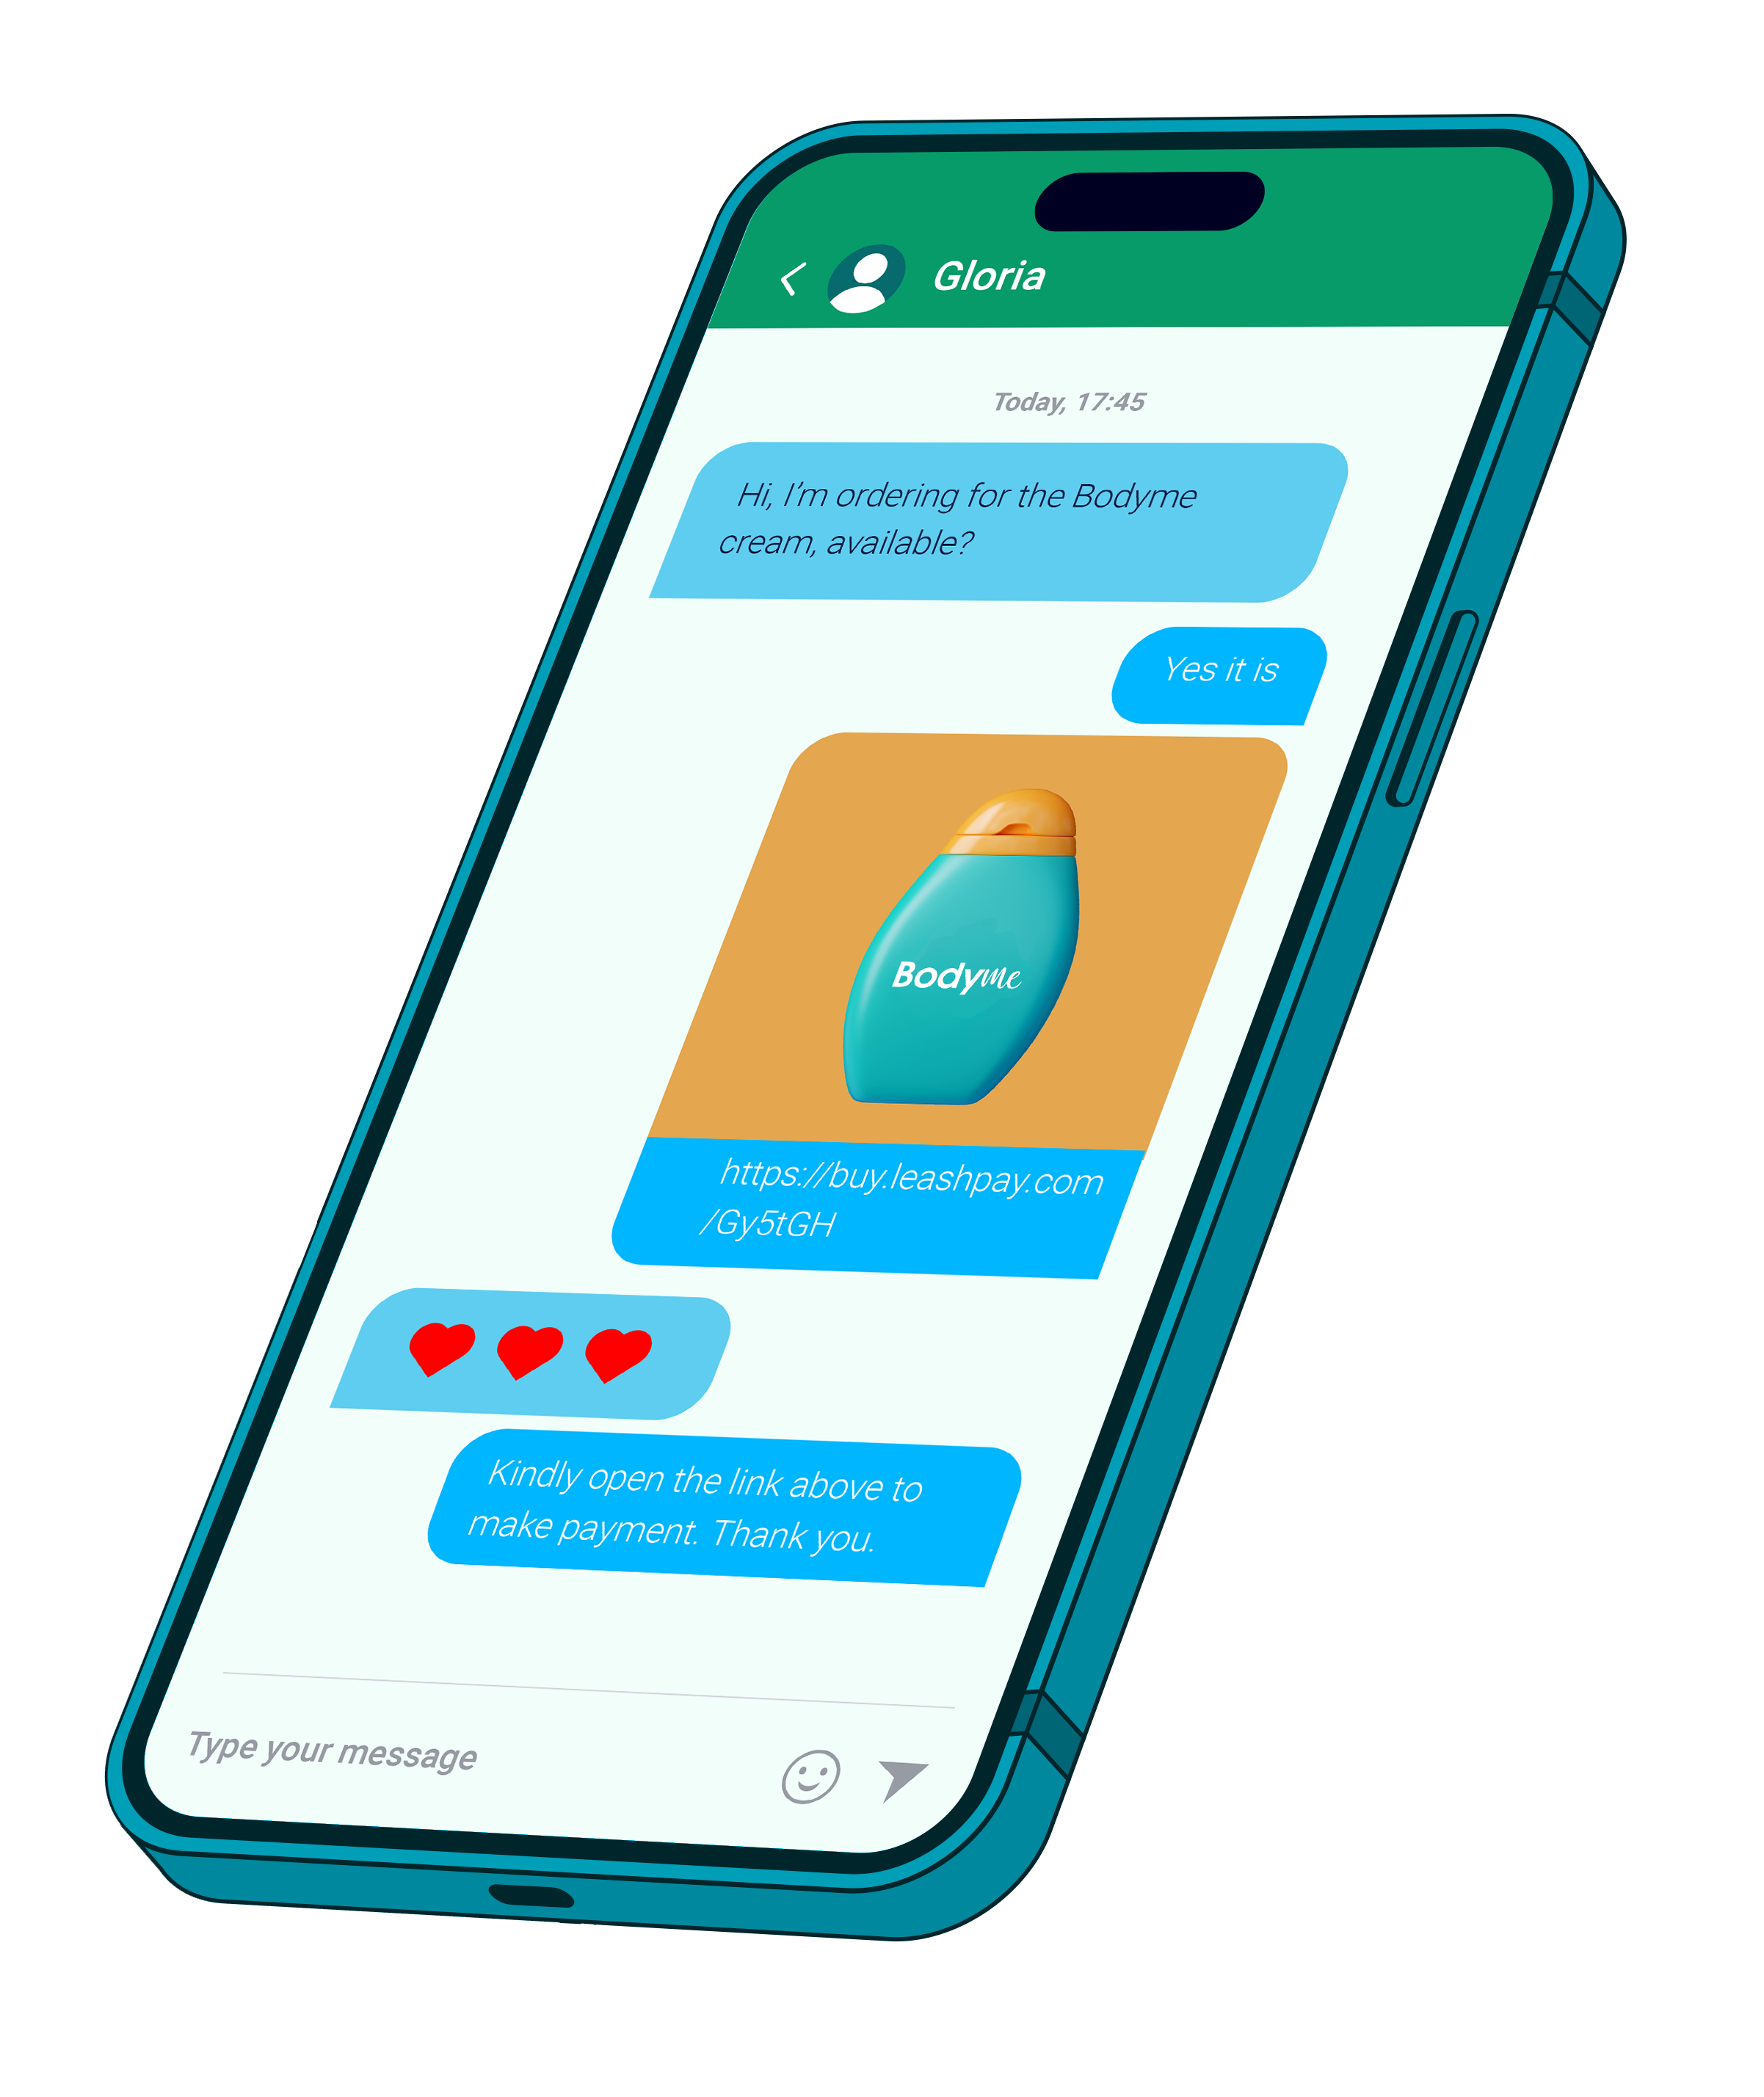 Gloria
Today, 17:45
Hi, I'm ordering for the Bodyme
cream, available?
Yes it is
Bodyme
https://buy.leashpay.com
/Gy5tGH
Kindly open the link above to
make payment. Thank you.
Type your message